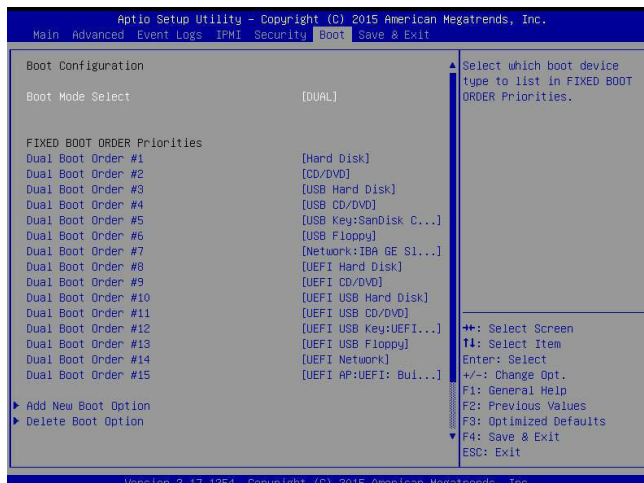 Aptio Setup Utility – Copyright (C) 2015 American Megatrends, Inc.
Main Advanced Event Logs IPMI Security Boot Save & Exit
Boot Configuration
Boot Mode Select [DUAL]
FIXED BOOT ORDER Priorities
Dual Boot Order #1 [Hard Disk]
Dual Boot Order #2 [CD/DVD]
Dual Boot Order #3 [USB Hard Disk]
Dual Boot Order #4 [USB CD/DVD]
Dual Boot Order #5 [USB Key:SanDisk C...]
Dual Boot Order #6 [USB Floppy]
Dual Boot Order #7 [Network:IBA GE Sl...]
Dual Boot Order #8 [UEFI Hard Disk]
Dual Boot Order #9 [UEFI CD/DVD]
Dual Boot Order #10 [UEFI USB Hard Disk]
Dual Boot Order #11 [UEFI USB CD/DVD]
Dual Boot Order #12 [UEFI USB Key:UEFI...]
Dual Boot Order #13 [UEFI USB Floppy]
Dual Boot Order #14 [UEFI Network]
Dual Boot Order #15 [UEFI AP:UEFI: Bui...]
Add New Boot Option
Delete Boot Option
Select which boot device
type to list in FIXED BOOT
ORDER Priorities.
→←: Select Screen
↑↓: Select Item
Enter: Select
+/-: Change Opt.
F1: General Help
F2: Previous Values
F3: Optimized Defaults
F4: Save & Exit
ESC: Exit
Version 2.17.1254. Copyright (C) 2015 American Megatrends, Inc.